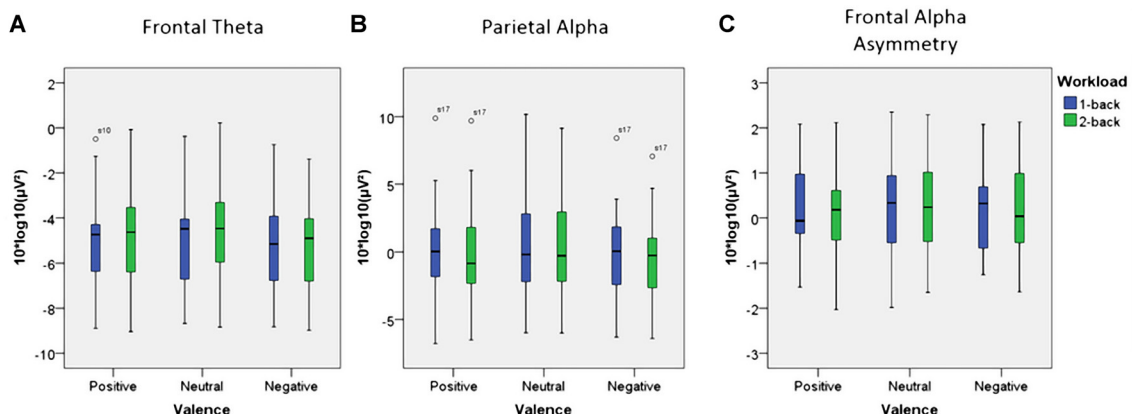 A
Frontal Theta
B
Parietal Alpha
C
Frontal Alpha
Asymmetry
10*log10(µV²)
2
0
-2
-4
-6
-8
-10
s10
Positive
Neutral
Negative
Valence
10*log10(µV²)
10
5
0
-5
s17
s17
s17
s17
Positive
Neutral
Negative
Valence
10*log10(µV²)
3
2
1
0
-1
-2
-3
Positive
Neutral
Negative
Valence
Workload
1-back
2-back